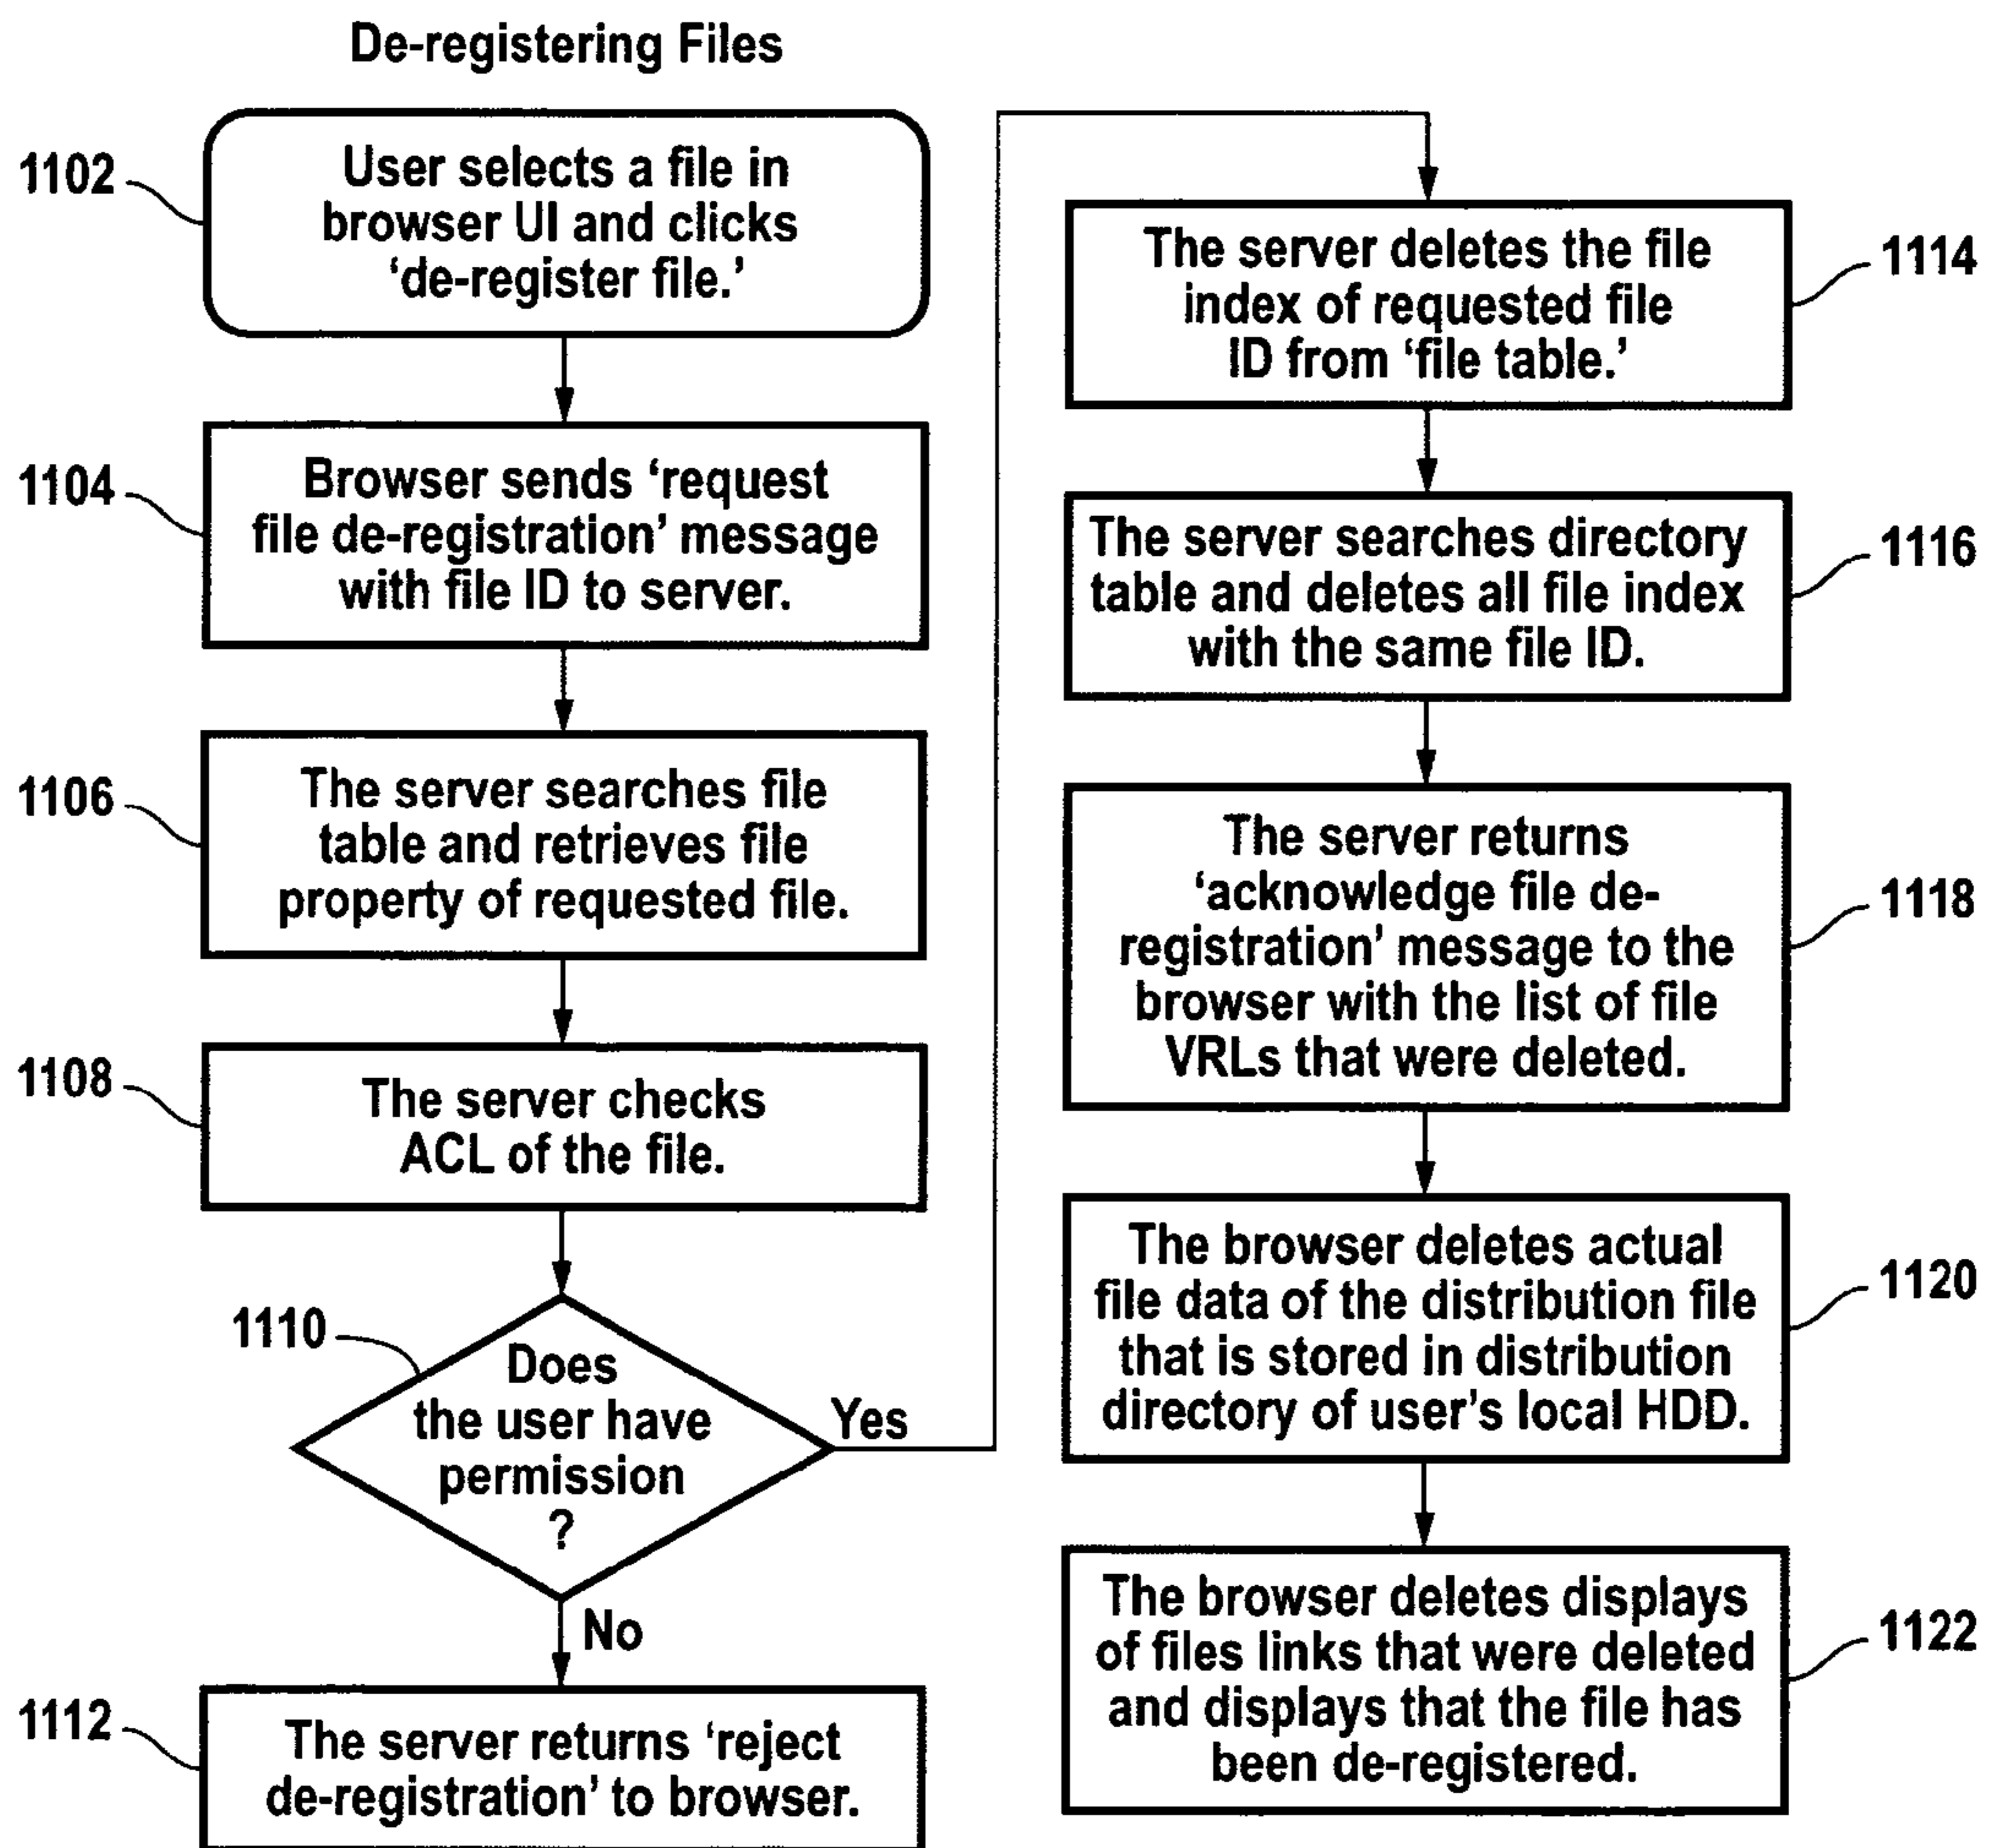 De-registering Files
1102
User selects a file in
browser UI and clicks
‘de-register file.’
1104
Browser sends ‘request
file de-registration’ message
with file ID to server.
1106
The server searches file
table and retrieves file
property of requested file.
1108
The server checks
ACL of the file.
1110
Does
the user have
permission
?
Yes
No
1112
The server returns ‘reject
de-registration’ to browser.
The server deletes the file
index of requested file
ID from ‘file table.’
1114
The server searches directory
table and deletes all file index
with the same file ID.
1116
The server returns
‘acknowledge file de-
registration’ message to the
browser with the list of file
VRLs that were deleted.
1118
The browser deletes actual
file data of the distribution file
that is stored in distribution
directory of user’s local HDD.
1120
The browser deletes displays
of files links that were deleted
and displays that the file has
been de-registered.
1122